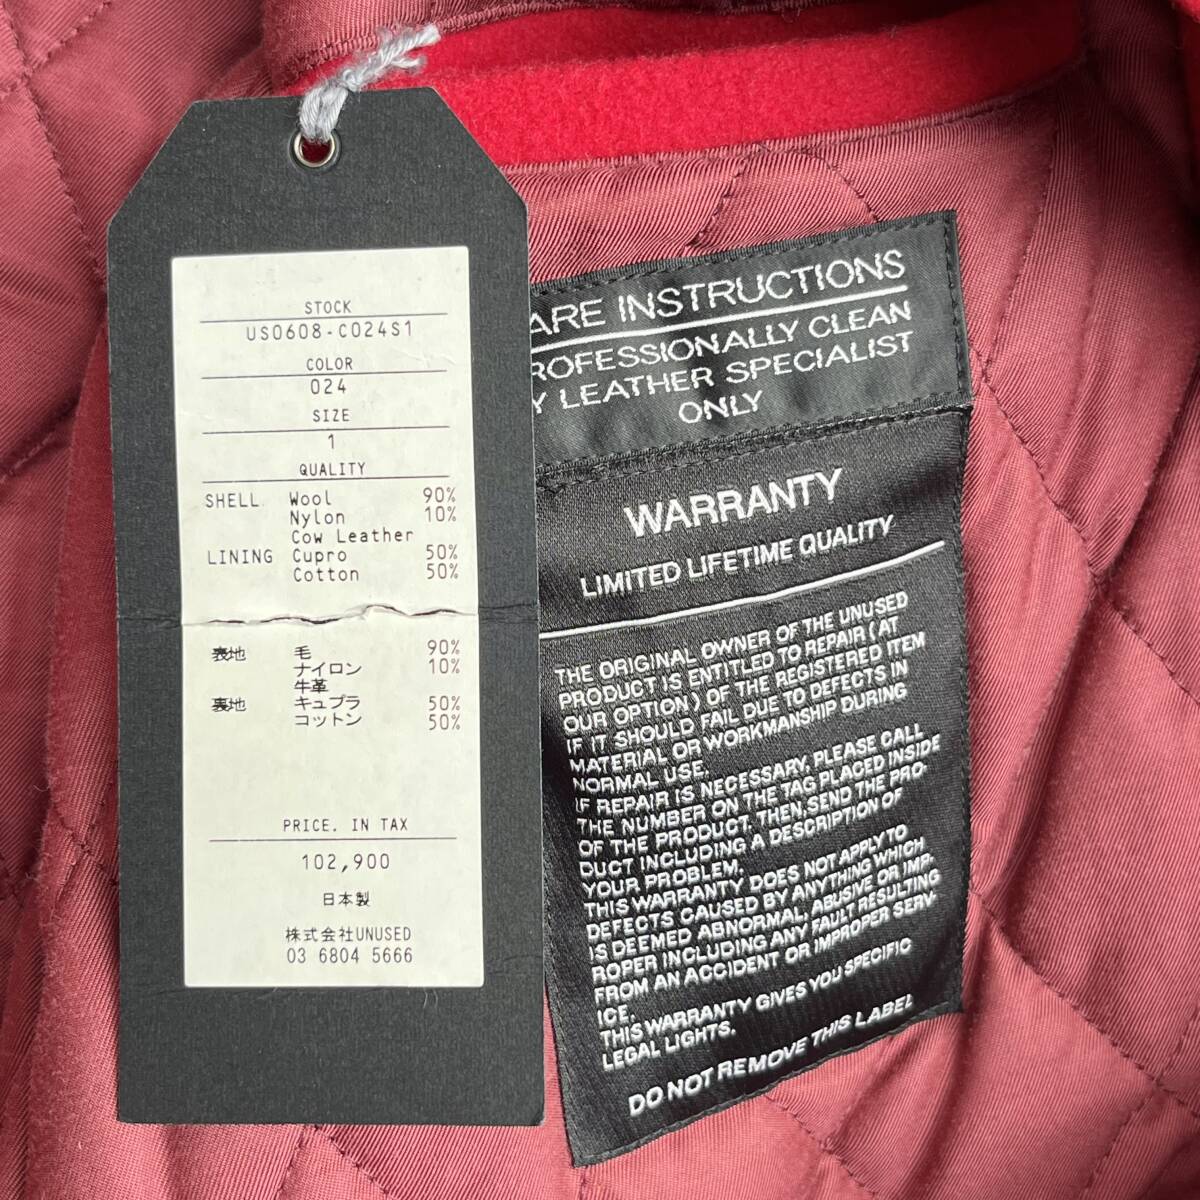 STOCK
US0608-C024S1
COLOR
024
SIZE
1
QUALITY
SHELL. Wool 90%
Nylon 10%
Cow Leather
LINING Cupro 50%
Cotton 50%
表地 毛 90%
ナイロン 10%
牛革
裏地 キュプラ 50%
コットン 50%
PRICE. IN TAX
102,900
日本製
株式会社UNUSED
03 6804 5666
ARE INSTRUCTIONS
ROFESSIONALLY CLEAN
Y LEATHER SPECIALIST
ONLY
WARRANTY
LIMITED LIFETIME QUALITY
THE ORIGINAL OWNER OF THE UNUSED
PRODUCT IS ENTITLED TO REPAIR (AT
OUR OPTION) OF THE REGISTERED ITEM
IF IT SHOULD FAIL DUE TO DEFECTS IN
MATERIAL OR WORKMANSHIP DURING
NORMAL USE.
IF REPAIR IS NECESSARY, PLEASE CALL
THE NUMBER ON THE TAG PLACED INSIDE
OF THE PRODUCT. THEN, SEND THE PRO-
DUCT INCLUDING A DESCRIPTION OF
YOUR PROBLEM.
THIS WARRANTY DOES NOT APPLY TO
DEFECTS CAUSED BY ANYTHING WHICH
IS DEEMED ABNORMAL, ABUSIVE OR IMP-
ROPER INCLUDING ANY FAULT RESULTING
FROM AN ACCIDENT OR IMPROPER SERV-
ICE.
THIS WARRANTY GIVES YOU SPECIFIC
LEGAL LIGHTS.
DO NOT REMOVE THIS LABEL